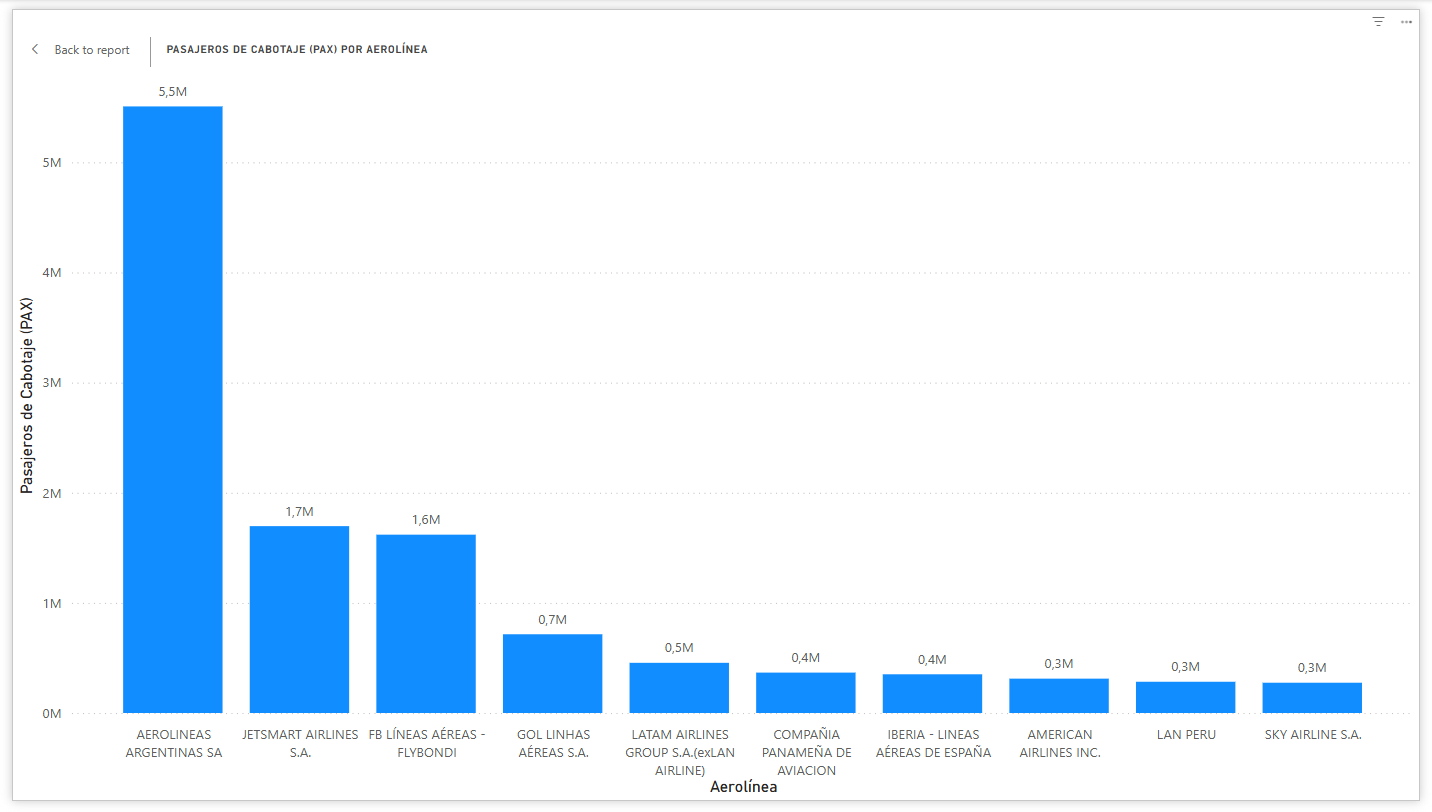 Back to report
PASAJEROS DE CABOTAJE (PAX) POR AEROLÍNEA
Pasajeros de Cabotaje (PAX)
5M
4M
3M
2M
1M
0M
5,5M
1,7M
1,6M
0,7M
0,5M
0,4M
0,4M
0,3M
0,3M
0,3M
AEROLINEAS
ARGENTINAS SA
JETSMART AIRLINES
S.A.
FB LÍNEAS AÉREAS -
FLYBONDI
GOL LINHAS
AÉREAS S.A.
LATAM AIRLINES
GROUP S.A.(exLAN
AIRLINE)
COMPAÑIA
PANAMEÑA DE
AVIACION
IBERIA - LINEAS
AÉREAS DE ESPAÑA
AMERICAN
AIRLINES INC.
LAN PERU
SKY AIRLINE S.A.
Aerolínea